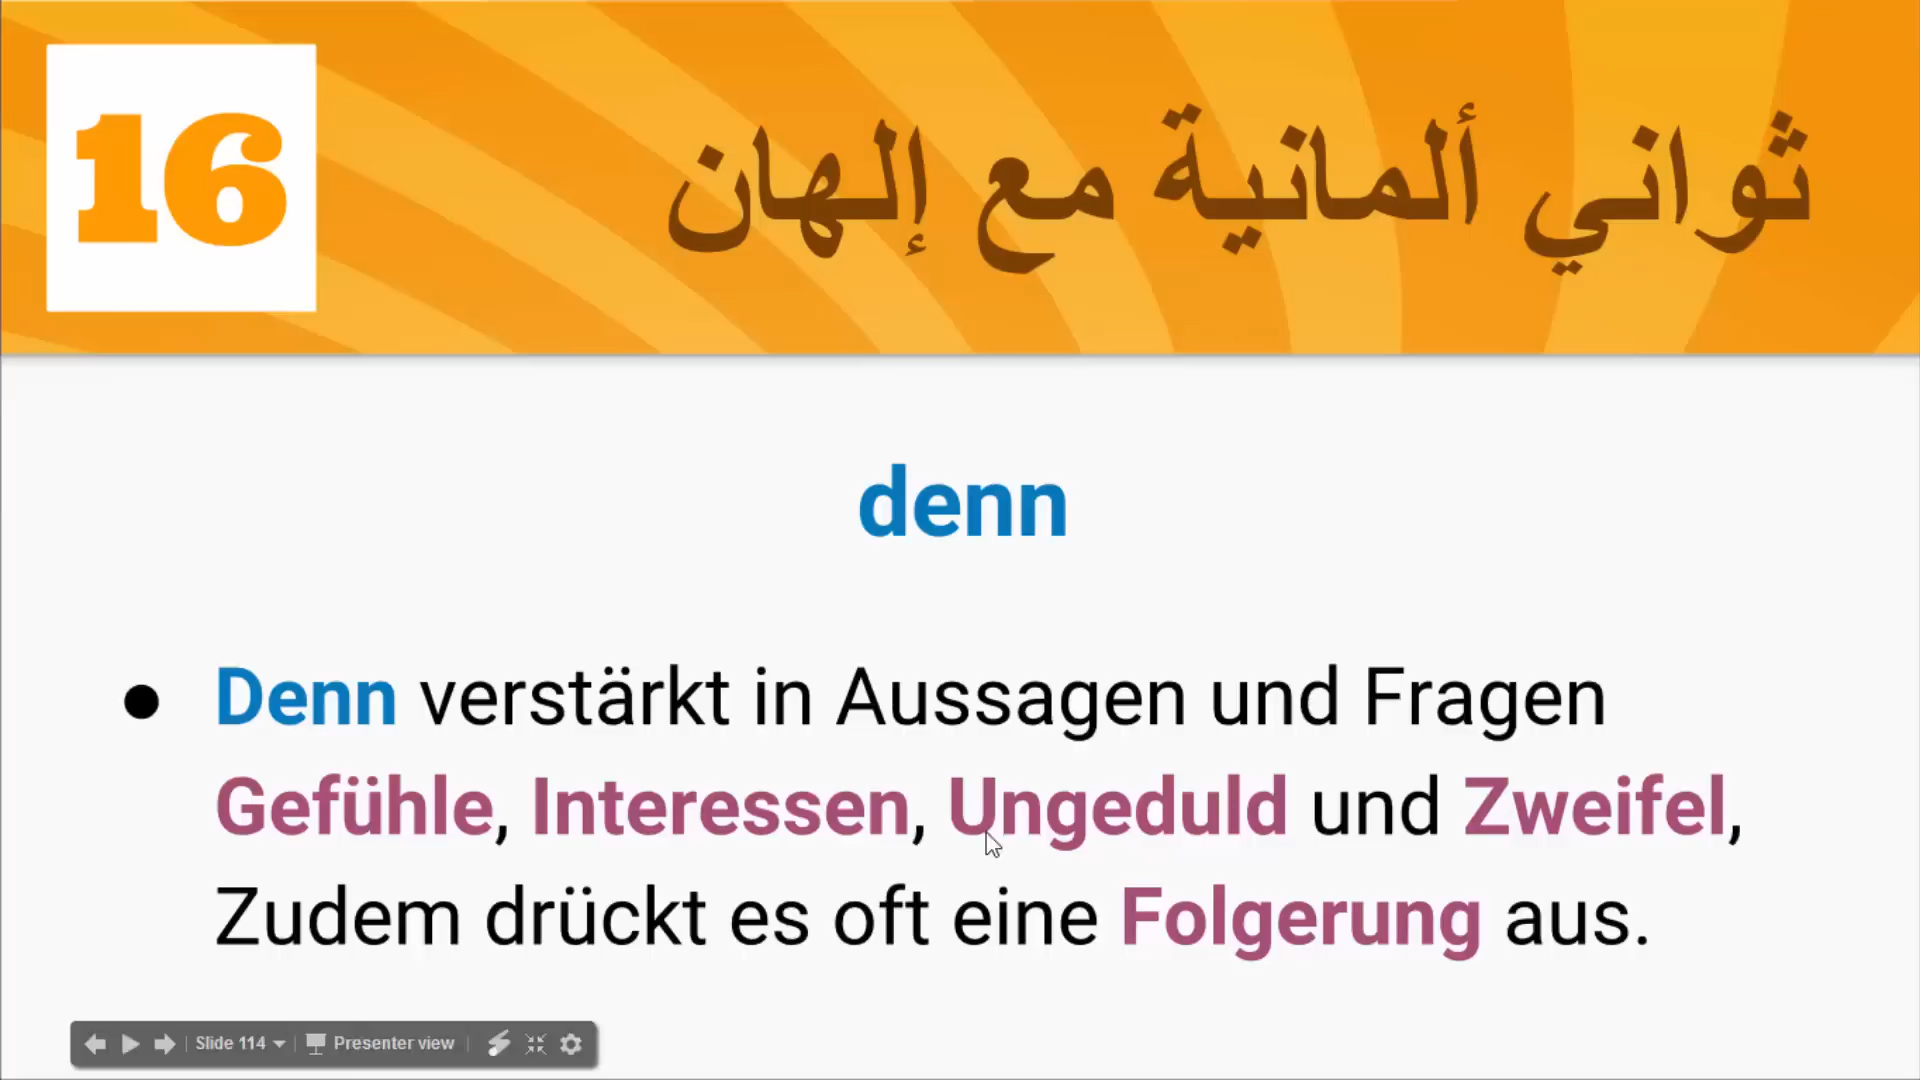 16
ثواني ألمانية مع إلهان
denn
● Denn verstärkt in Aussagen und Fragen
Gefühle, Interessen, Ungeduld und Zweifel,
Zudem drückt es oft eine Folgerung aus.
Slide 114 Presenter view